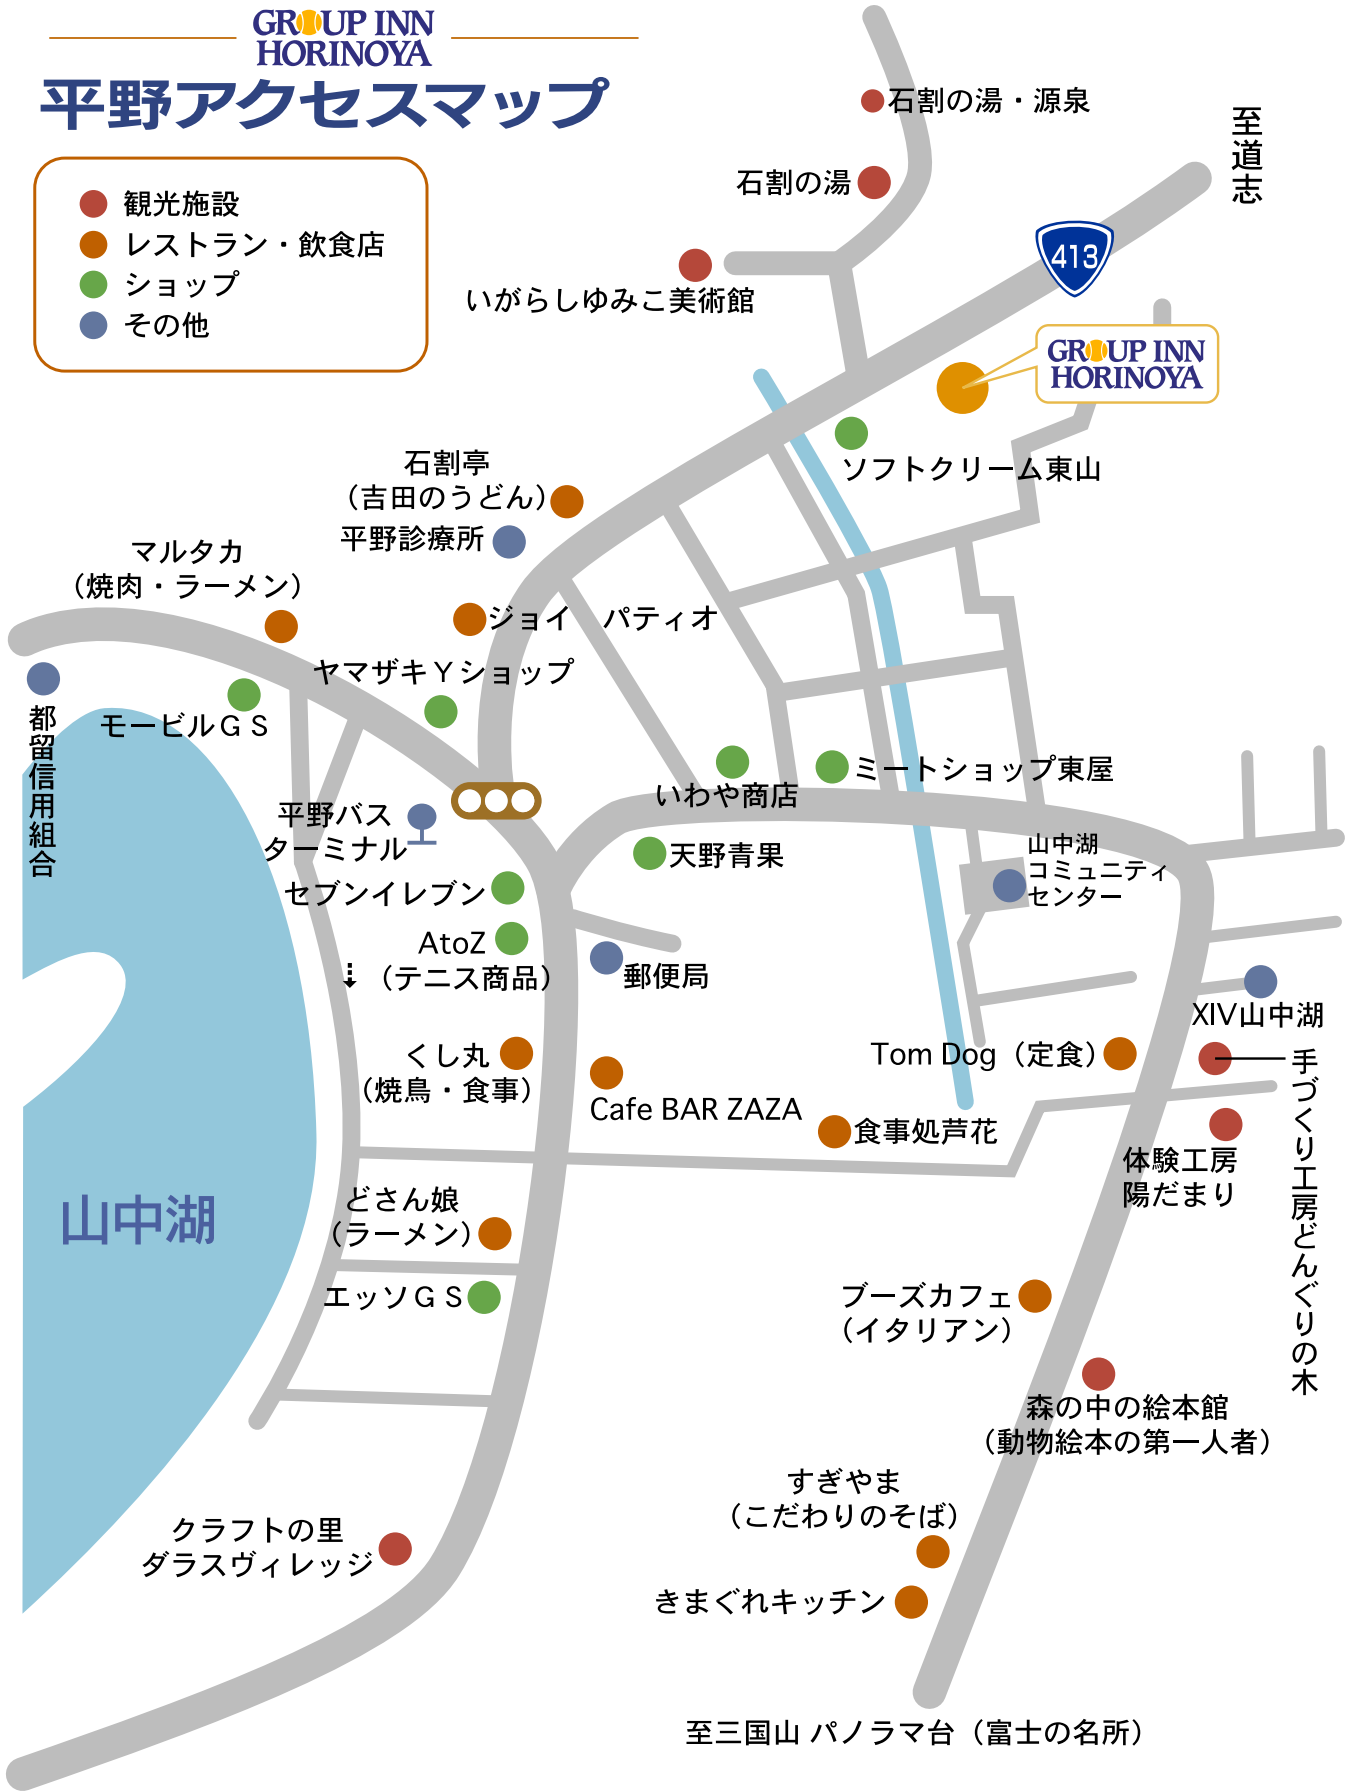 GROUP INN
HORINOYA
平野アクセスマップ
観光施設
レストラン・飲食店
ショップ
その他
石割の湯・源泉
至道志
石割の湯
413
いがらしゆみこ美術館
GROUP INN
HORINOYA
ソフトクリーム東山
石割亭
（吉田のうどん）
平野診療所
マルタカ
（焼肉・ラーメン）
ジョイ　パティオ
ヤマザキＹショップ
都留信用組合
モービルＧＳ
いわや商店
ミートショップ東屋
平野バス
ターミナル
天野青果
山中湖
コミュニティ
センター
セブンイレブン
AtoZ
⇣（テニス商品）
郵便局
XIV山中湖
くし丸
（焼鳥・食事）
Tom Dog（定食）
手づくり工房どんぐりの木
Cafe BAR ZAZA
食事処芦花
体験工房
陽だまり
山中湖
どさん娘
（ラーメン）
エッソＧＳ
ブーズカフェ
（イタリアン）
森の中の絵本館
（動物絵本の第一人者）
すぎやま
（こだわりのそば）
クラフトの里
ダラスヴィレッジ
きまぐれキッチン
至三国山 パノラマ台（富士の名所）